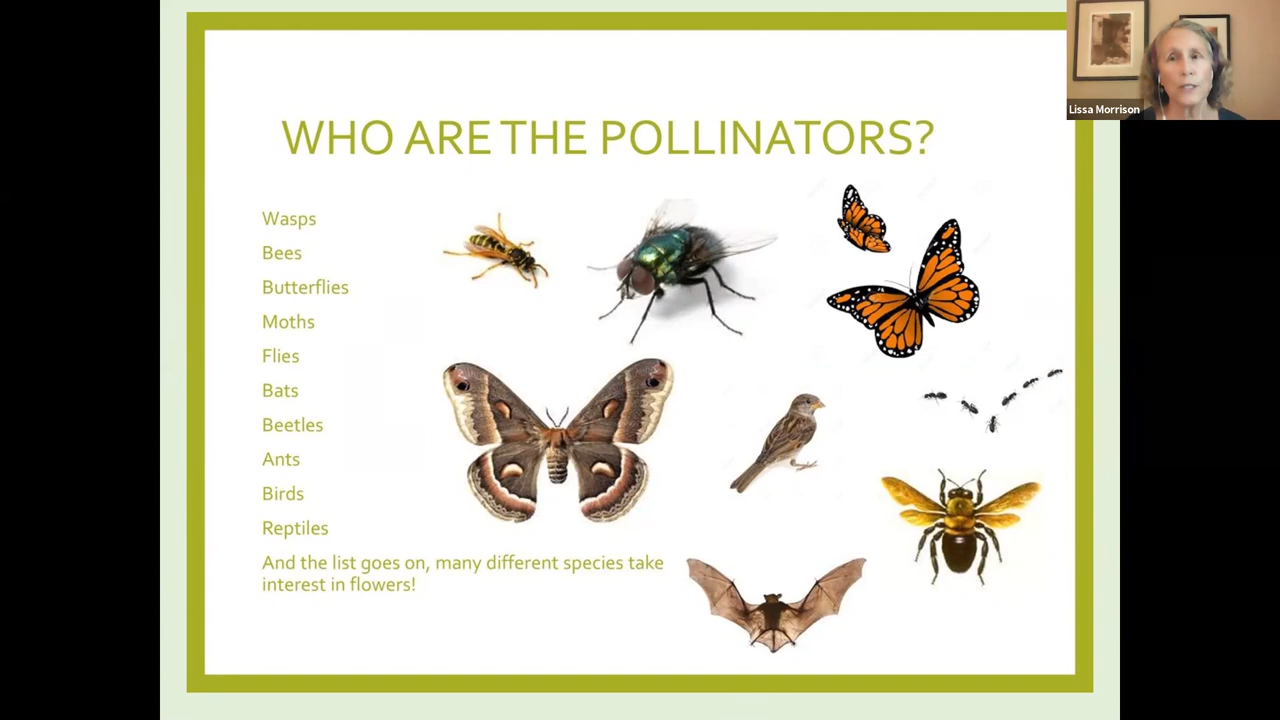 WHO ARE THE POLLINATORS?
Wasps
Bees
Butterflies
Moths
Flies
Bats
Beetles
Ants
Birds
Reptiles
And the list goes on, many different species take
interest in flowers!
Lissa Morrison